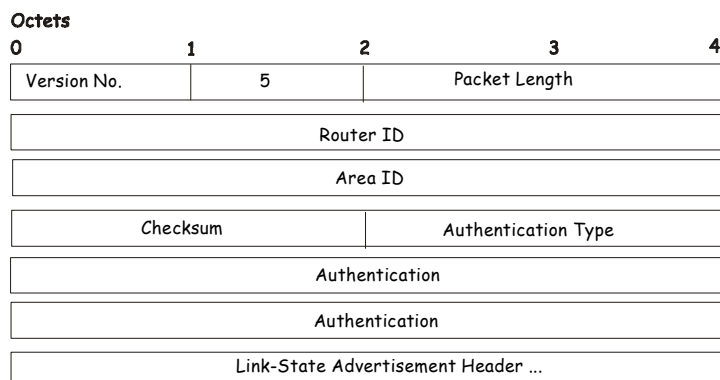 Octets
0 1 2 3 4
Version No. 5 Packet Length
Router ID
Area ID
Checksum Authentication Type
Authentication
Authentication
Link-State Advertisement Header ...